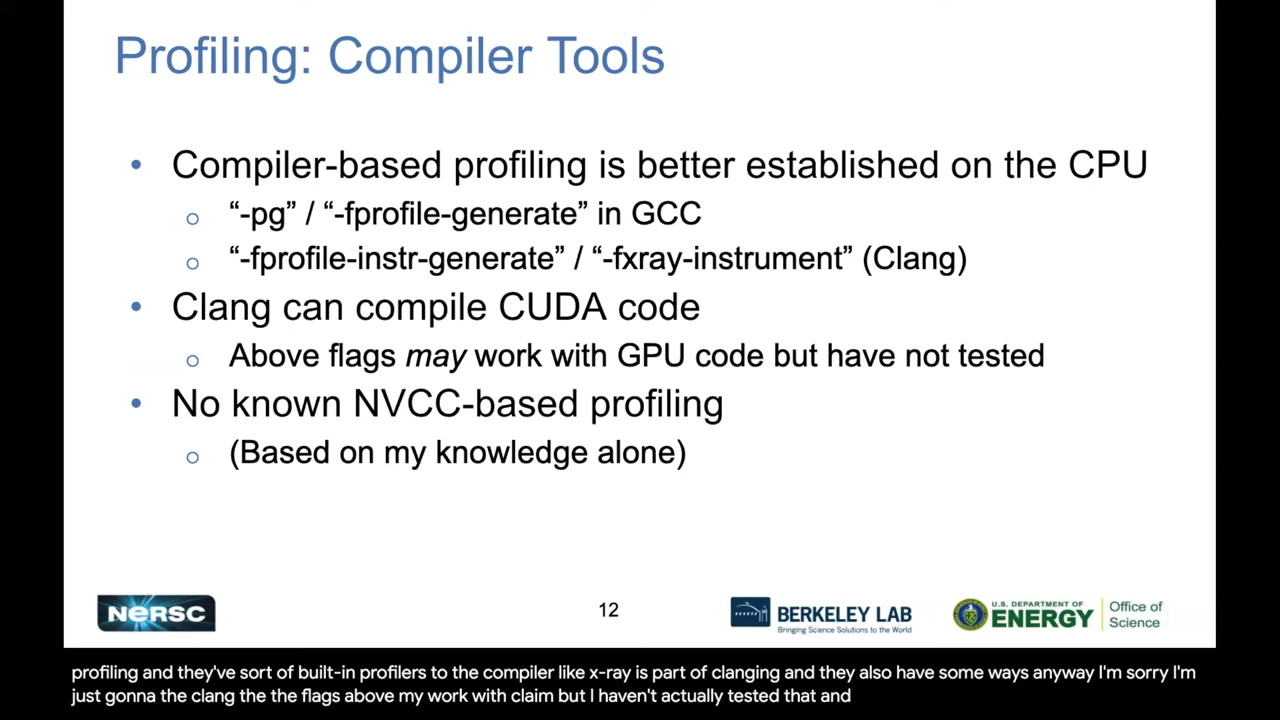 Profiling: Compiler Tools
• Compiler-based profiling is better established on the CPU
○ “-pg” / “-fprofile-generate” in GCC
○ “-fprofile-instr-generate” / “-fxray-instrument” (Clang)
• Clang can compile CUDA code
○ Above flags may work with GPU code but have not tested
• No known NVCC-based profiling
○ (Based on my knowledge alone)
NERSC
12
BERKELEY LAB
Bringing Science Solutions to the World
U.S. DEPARTMENT OF
ENERGY
Office of
Science
profiling and they've sort of built-in profilers to the compiler like x-ray is part of clanging and they also have some ways anyway I'm sorry I'm
just gonna the clang the the flags above my work with claim but I haven't actually tested that and